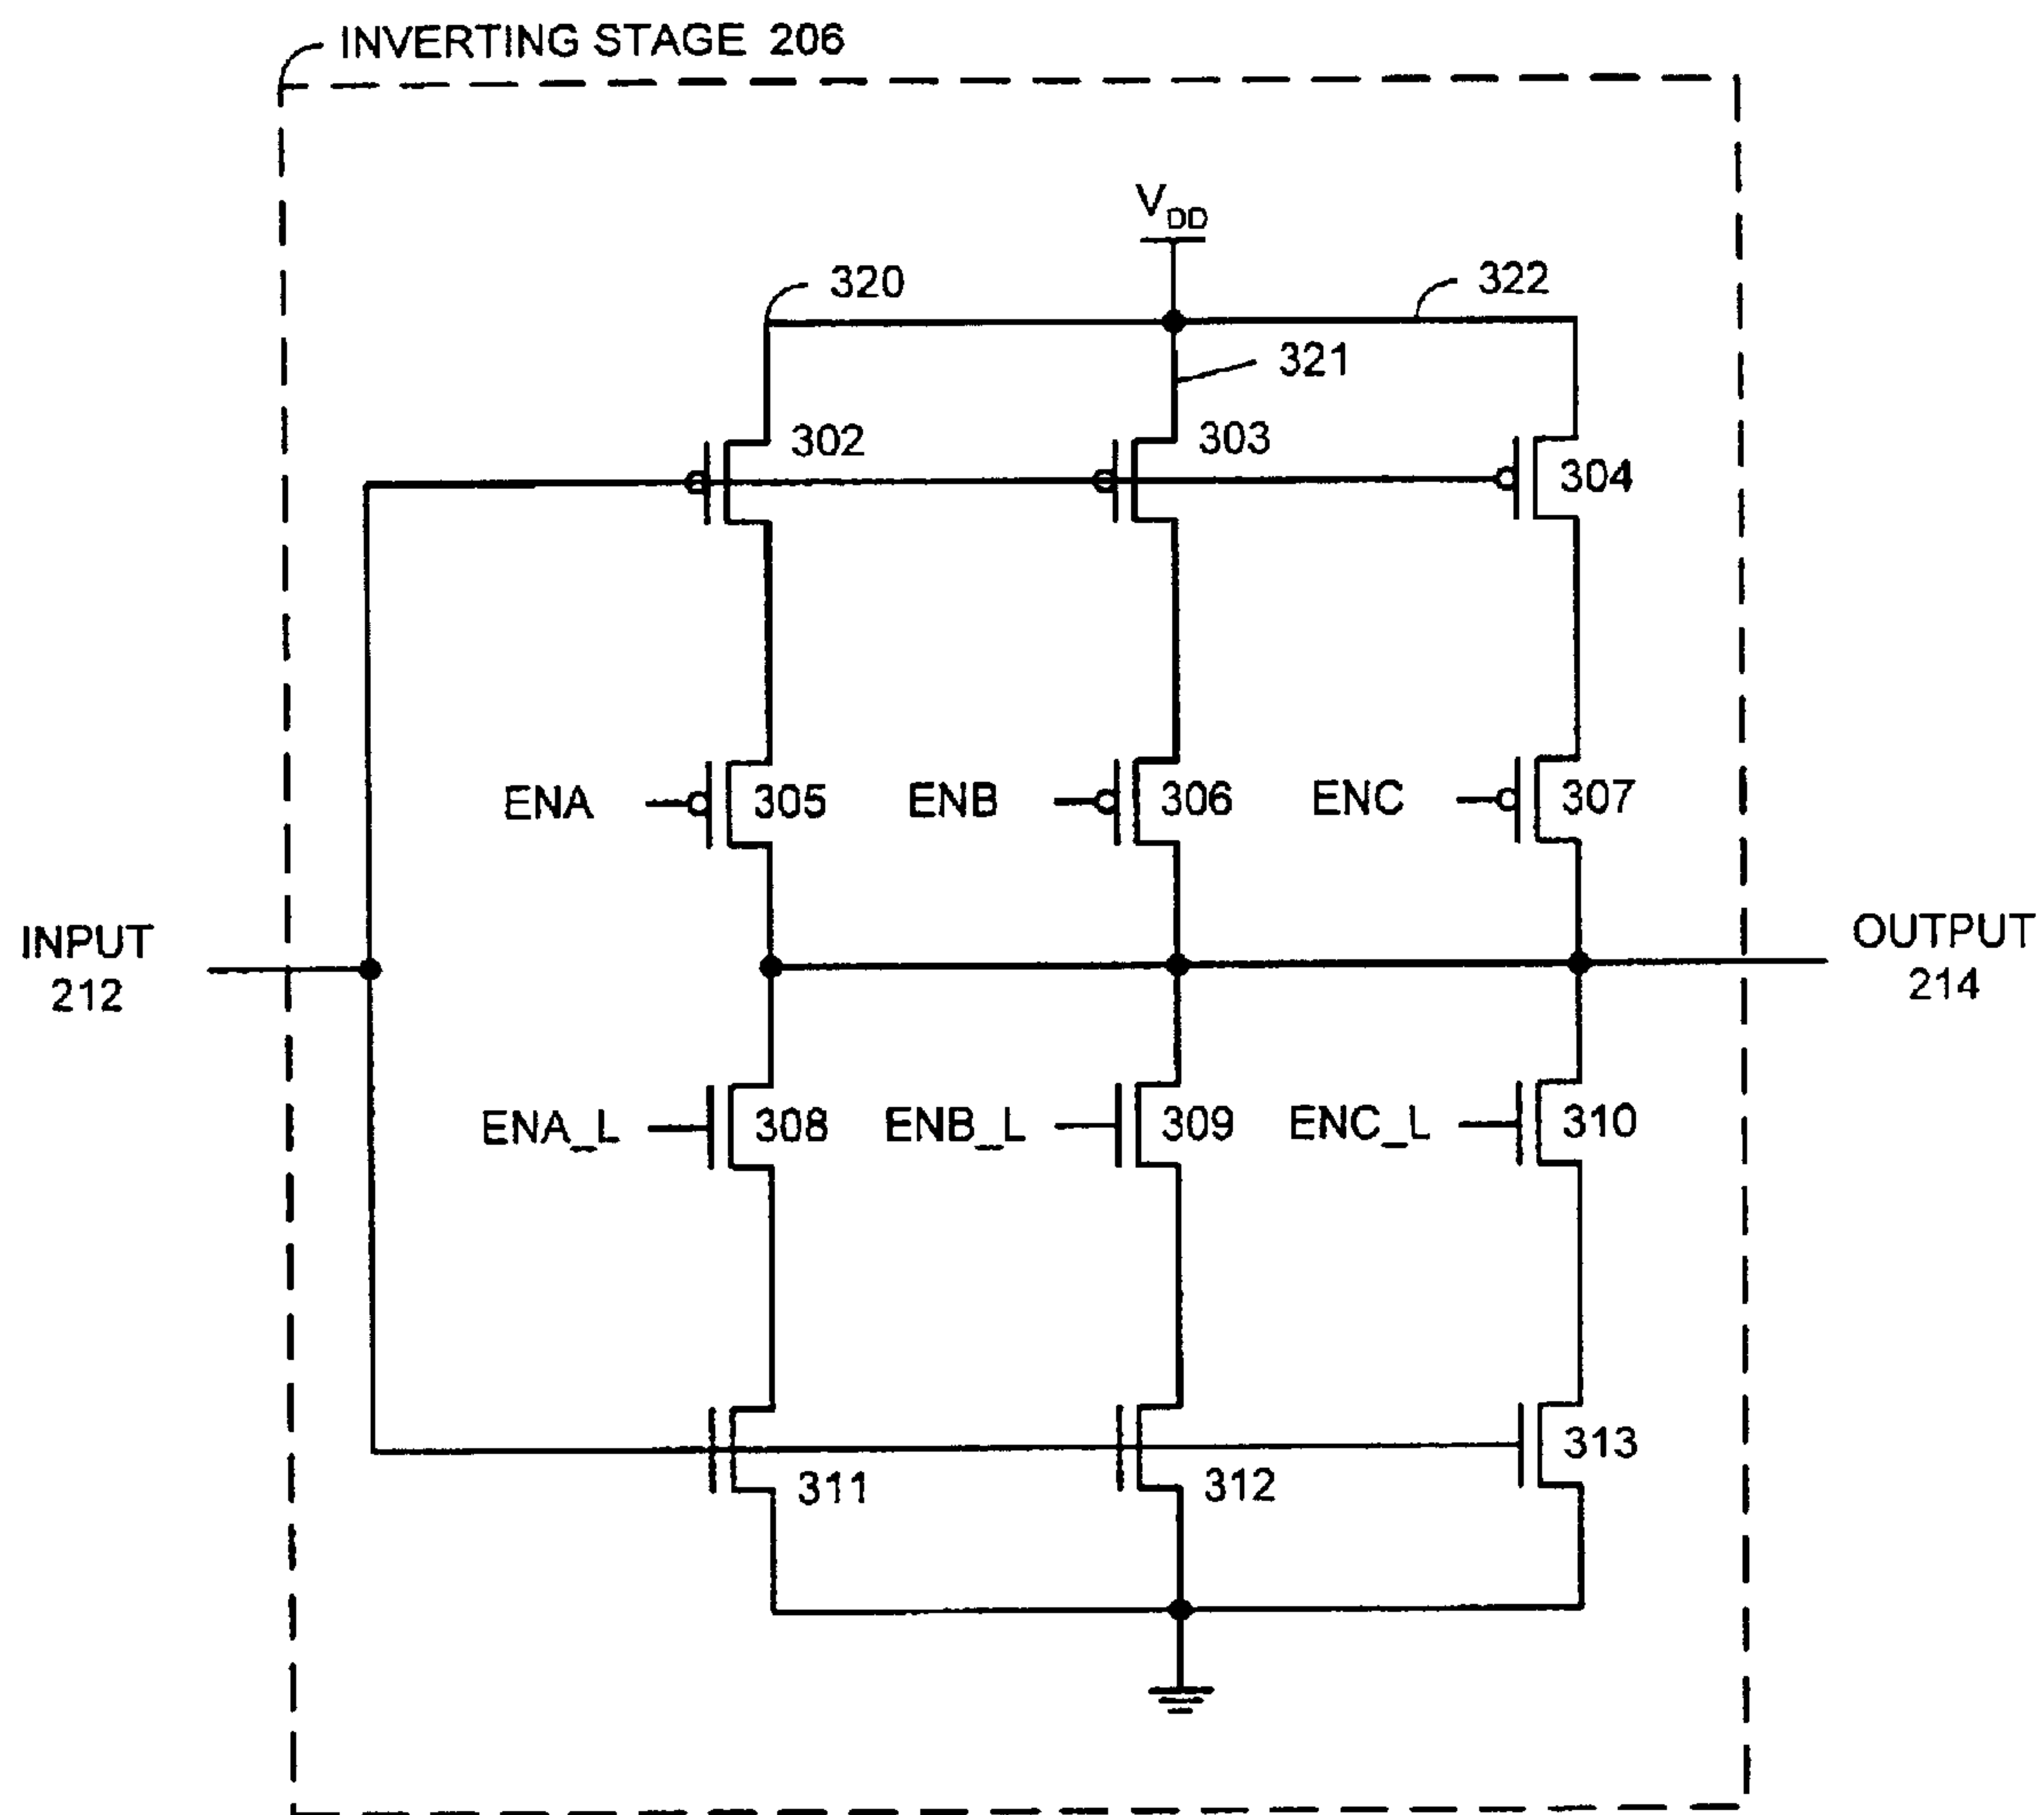 INVERTING STAGE 206
VDD
320
322
321
302
303
304
ENA
305
ENB
306
ENC
307
INPUT
212
OUTPUT
214
ENA_L
308
ENB_L
309
ENC_L
310
311
312
313